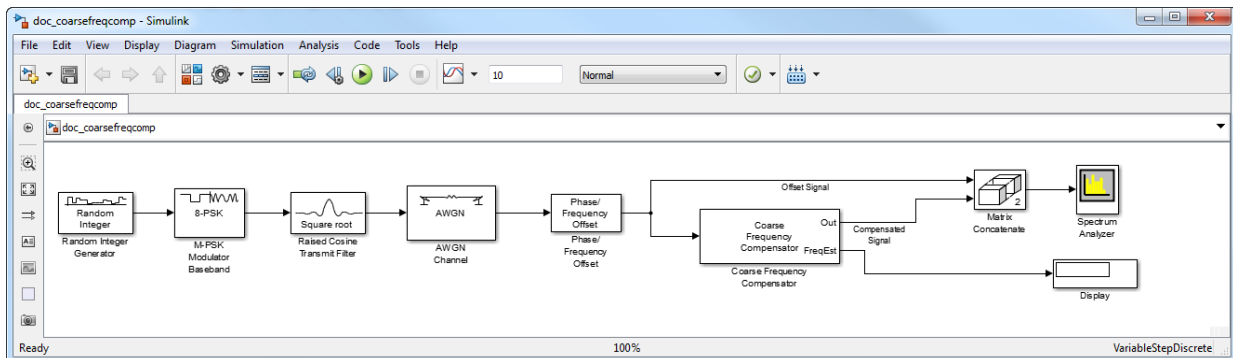 doc_coarsefreqcomp - Simulink
File Edit View Display Diagram Simulation Analysis Code Tools Help
10 Normal
doc_coarsefreqcomp
doc_coarsefreqcomp
Random
Integer
Random Integer
Generator
8-PSK
M-PSK
Modulator
Baseband
Square root
Raised Cosine
Transmit Filter
AWGN
AWGN
Channel
Phase/
Frequency
Offset
Phase/
Frequency
Offset
Offset Signal
Coarse
Frequency
Compensator
Out
FreqEst
Coarse Frequency
Compensator
Compensated
Signal
2
Matrix
Concatenate
Spectrum
Analyzer
Display
Ready 100% VariableStepDiscrete